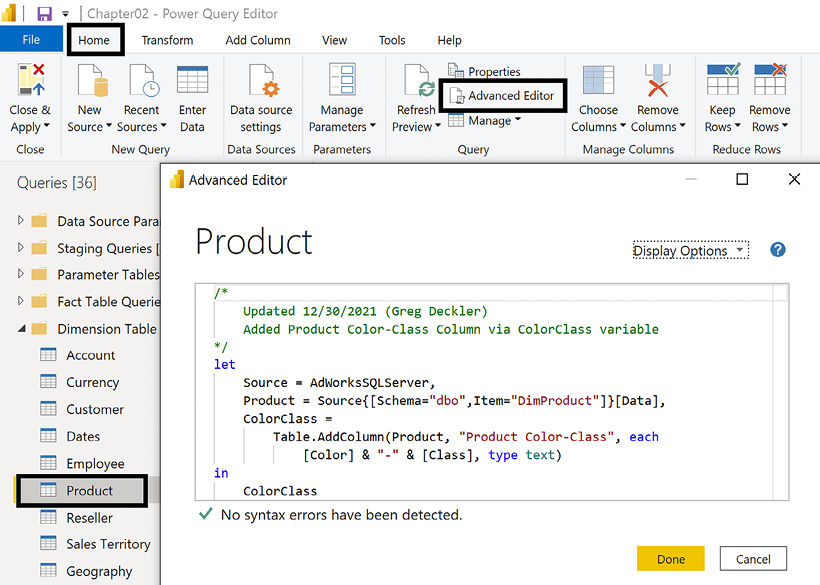 Chapter02 - Power Query Editor
File Home Transform Add Column View Tools Help
Close & Apply
New Source
Recent Sources
Enter Data
Data source settings
Manage Parameters
Refresh Preview
Properties
Advanced Editor
Manage
Choose Columns
Remove Columns
Keep Rows
Remove Rows
Close New Query Data Sources Parameters Query Manage Columns Reduce Rows
Queries [36]
Data Source Para
Staging Queries [
Parameter Tables
Fact Table Querie
Dimension Table
Account
Currency
Customer
Dates
Employee
Product
Reseller
Sales Territory
Geography
Advanced Editor
Product
Display Options
?
/*
Updated 12/30/2021 (Greg Deckler)
Added Product Color-Class Column via ColorClass variable
*/
let
Source = AdWorksSQLServer,
Product = Source{[Schema="dbo",Item="DimProduct"]}[Data],
ColorClass =
Table.AddColumn(Product, "Product Color-Class", each
[Color] & "-" & [Class], type text)
in
ColorClass
No syntax errors have been detected.
Done Cancel